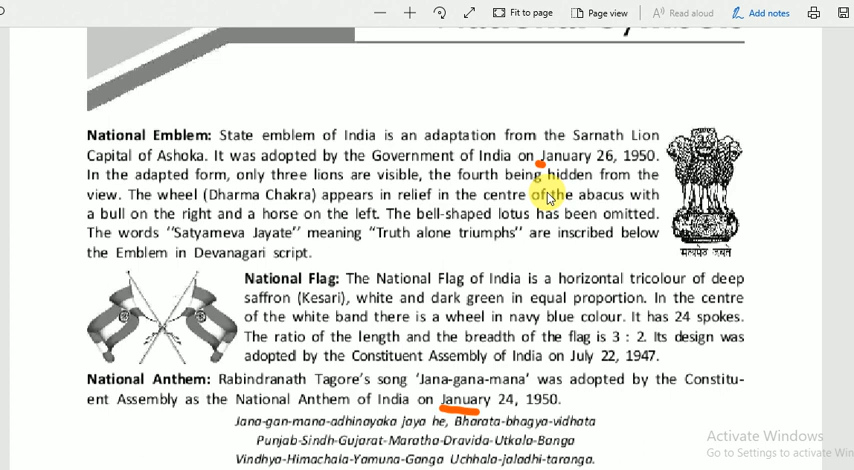 Fit to page Page view Read aloud Add notes
National Emblem: State emblem of India is an adaptation from the Sarnath Lion
Capital of Ashoka. It was adopted by the Government of India on January 26, 1950.
In the adapted form, only three lions are visible, the fourth being hidden from the
view. The wheel (Dharma Chakra) appears in relief in the centre of the abacus with
a bull on the right and a horse on the left. The bell-shaped lotus has been omitted.
The words “Satyameva Jayate” meaning “Truth alone triumphs” are inscribed below
the Emblem in Devanagari script.
सत्यमेव जयते
National Flag: The National Flag of India is a horizontal tricolour of deep
saffron (Kesari), white and dark green in equal proportion. In the centre
of the white band there is a wheel in navy blue colour. It has 24 spokes.
The ratio of the length and the breadth of the flag is 3 : 2. Its design was
adopted by the Constituent Assembly of India on July 22, 1947.
National Anthem: Rabindranath Tagore’s song ‘Jana-gana-mana’ was adopted by the Constitu-
ent Assembly as the National Anthem of India on January 24, 1950.
Jana-gan-mana-adhinayaka jaya he, Bharata-bhagya-vidhata
Punjab-Sindh-Gujarat-Maratha-Dravida-Utkala-Banga
Vindhya-Himachala-Yamuna-Ganga Uchhala-jaladhi-taranga.
Activate Windows
Go to Settings to activate Win